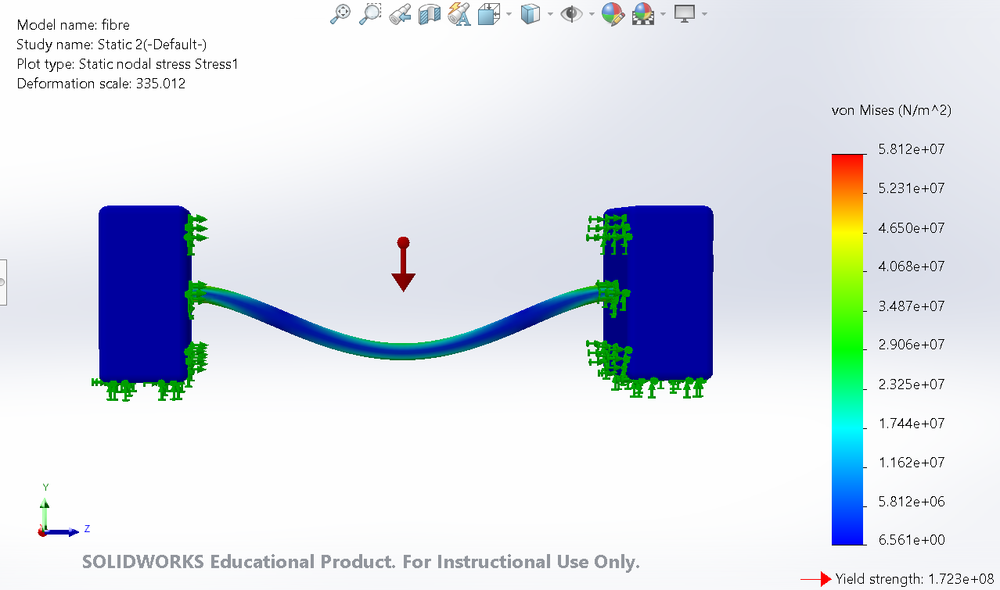 Model name: fibre
Study name: Static 2(-Default-)
Plot type: Static nodal stress Stress1
Deformation scale: 335.012
von Mises (N/m^2)
5.812e+07
5.231e+07
4.650e+07
4.068e+07
3.487e+07
2.906e+07
2.325e+07
1.744e+07
1.162e+07
5.812e+06
6.561e+00
Yield strength: 1.723e+08
Y
Z
SOLIDWORKS Educational Product. For Instructional Use Only.